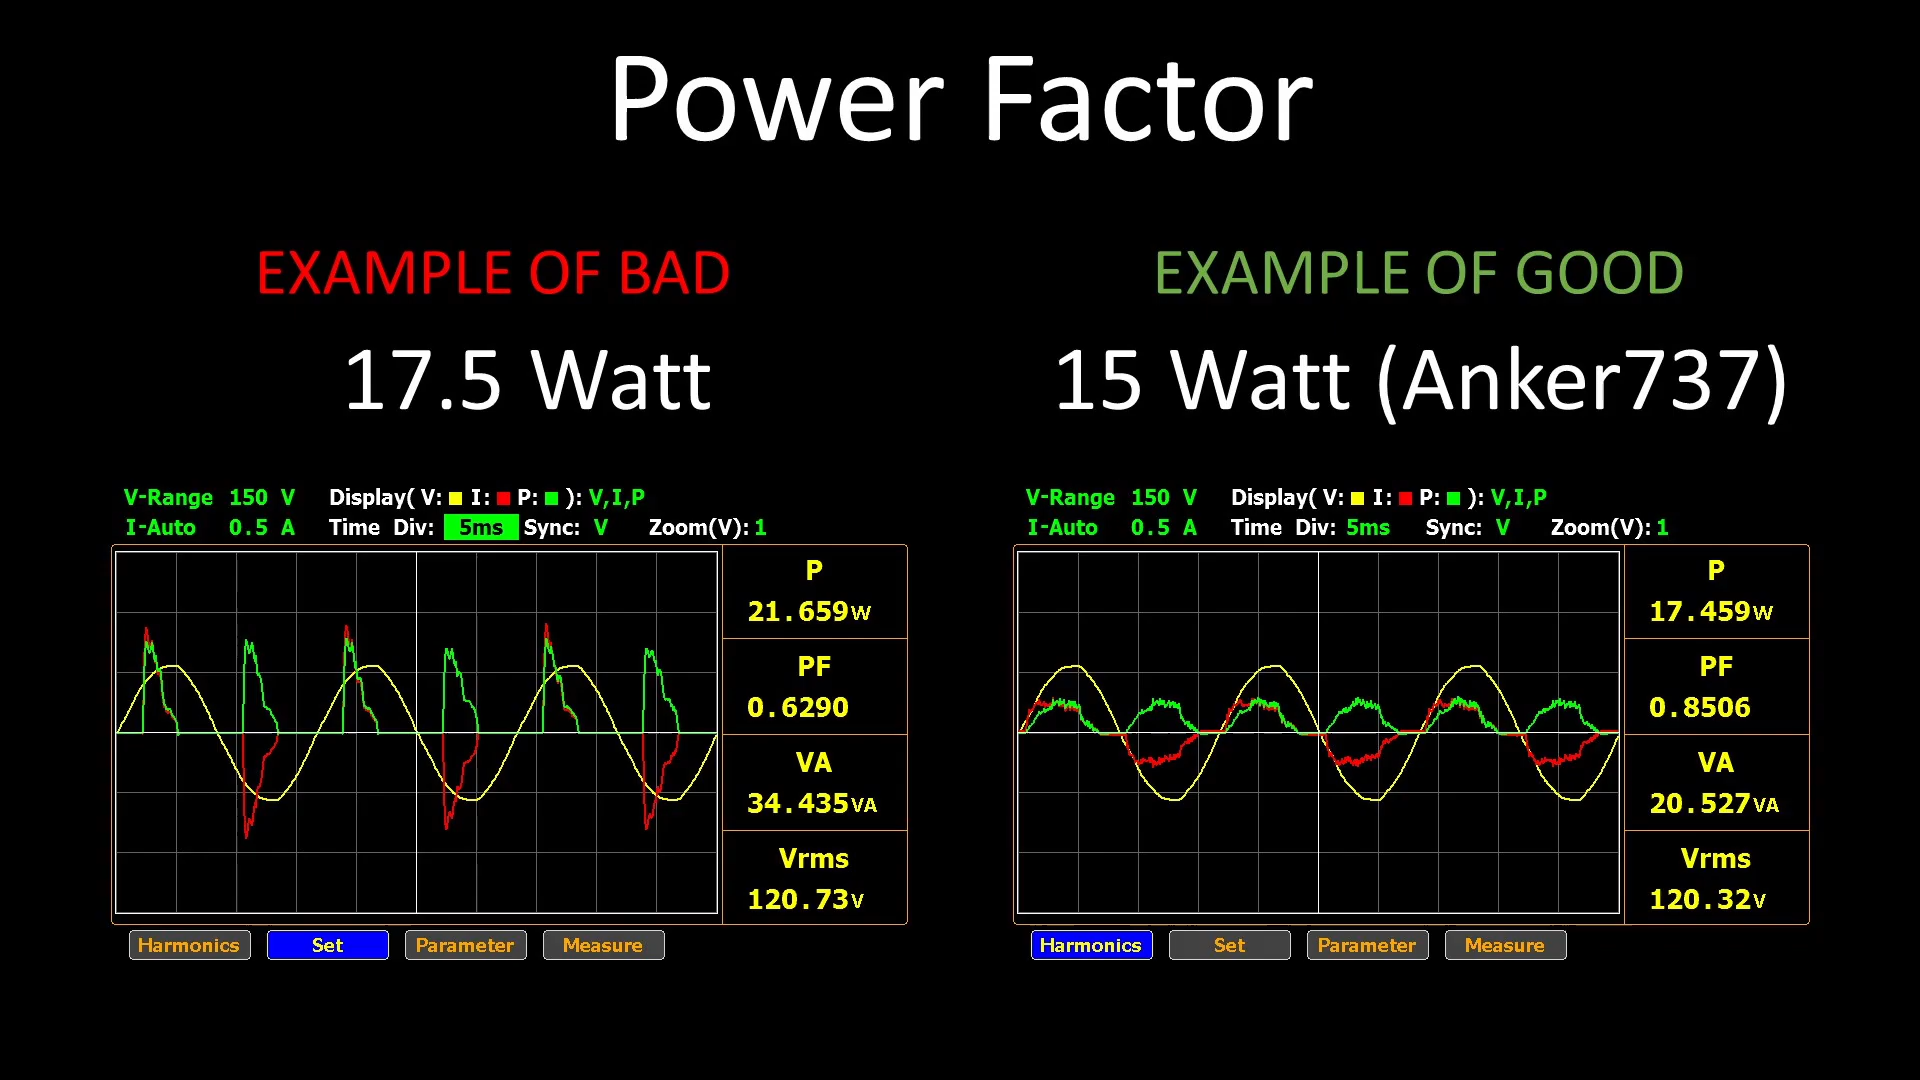 Power Factor
EXAMPLE OF BAD
17.5 Watt
V-Range 150 V Display( V: I: P: ): V,I,P
I-Auto 0.5 A Time Div: 5ms Sync: V Zoom(V): 1
P
21.659W
PF
0.6290
VA
34.435VA
Vrms
120.73V
Harmonics Set Parameter Measure
EXAMPLE OF GOOD
15 Watt (Anker737)
V-Range 150 V Display( V: I: P: ): V,I,P
I-Auto 0.5 A Time Div: 5ms Sync: V Zoom(V): 1
P
17.459W
PF
0.8506
VA
20.527VA
Vrms
120.32V
Harmonics Set Parameter Measure